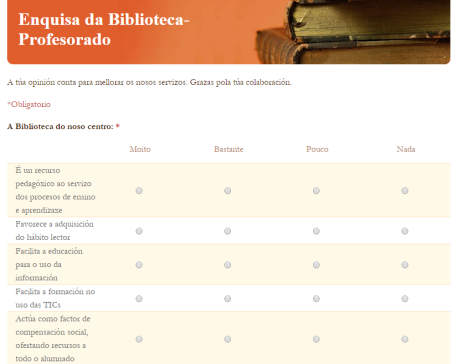 Enquisa da Biblioteca-
Profesorado
A túa opinión conta para mellorar os nosos servizos. Grazas pola túa colaboración.
*Obligatorio
A Biblioteca do noso centro: *
Moito Bastante Pouco Nada
É un recurso
pedagóxico ao servizo
dos procesos de ensino
e aprendizaxe
Favorece a adquisición
do hábito lector
Facilita a educación
para o uso da
información
Facilita a formación no
uso das TICs
Actúa como factor de
compensación social,
ofertando recursos a
todo o alumnado